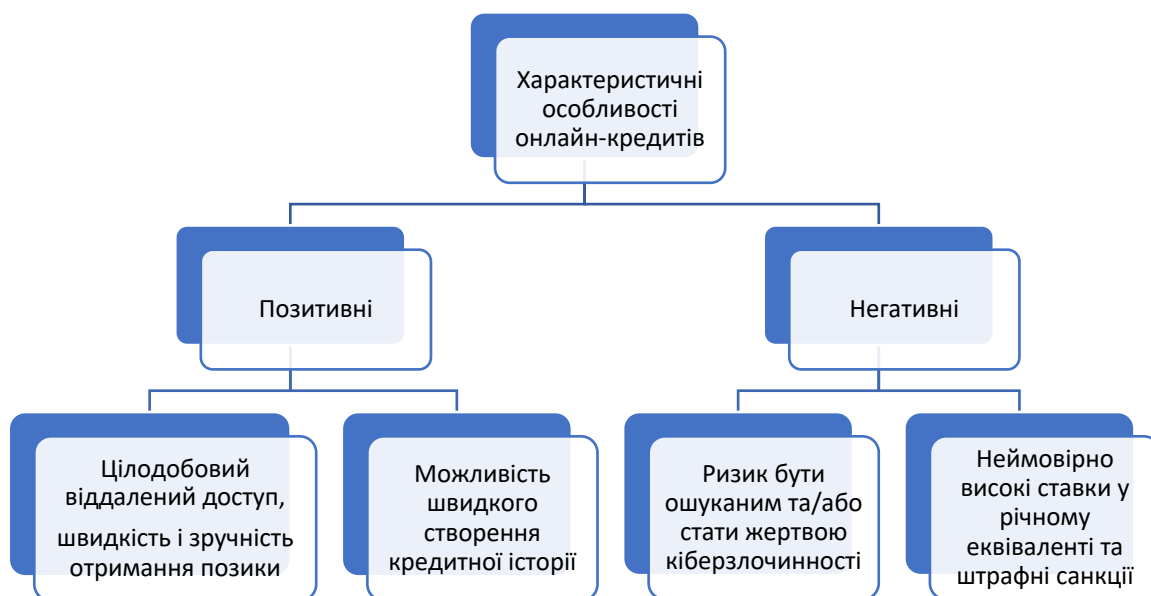 Характеристичні
особливості
онлайн-кредитів
Позитивні
Негативні
Цілодобовий
віддалений доступ,
швидкість і зручність
отримання позики
Можливість
швидкого
створення
кредитної історії
Ризик бути
ошуканим та/або
стати жертвою
кіберзлочинності
Неймовірно
високі ставки у
річному
еквіваленті та
штрафні санкції